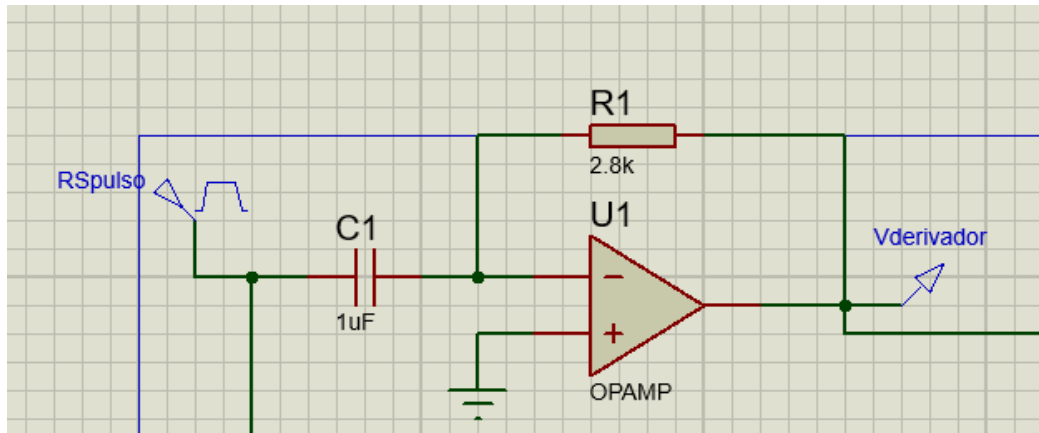 R1
2.8k
RSpulso
C1
1uF
U1
OPAMP
Vderivador